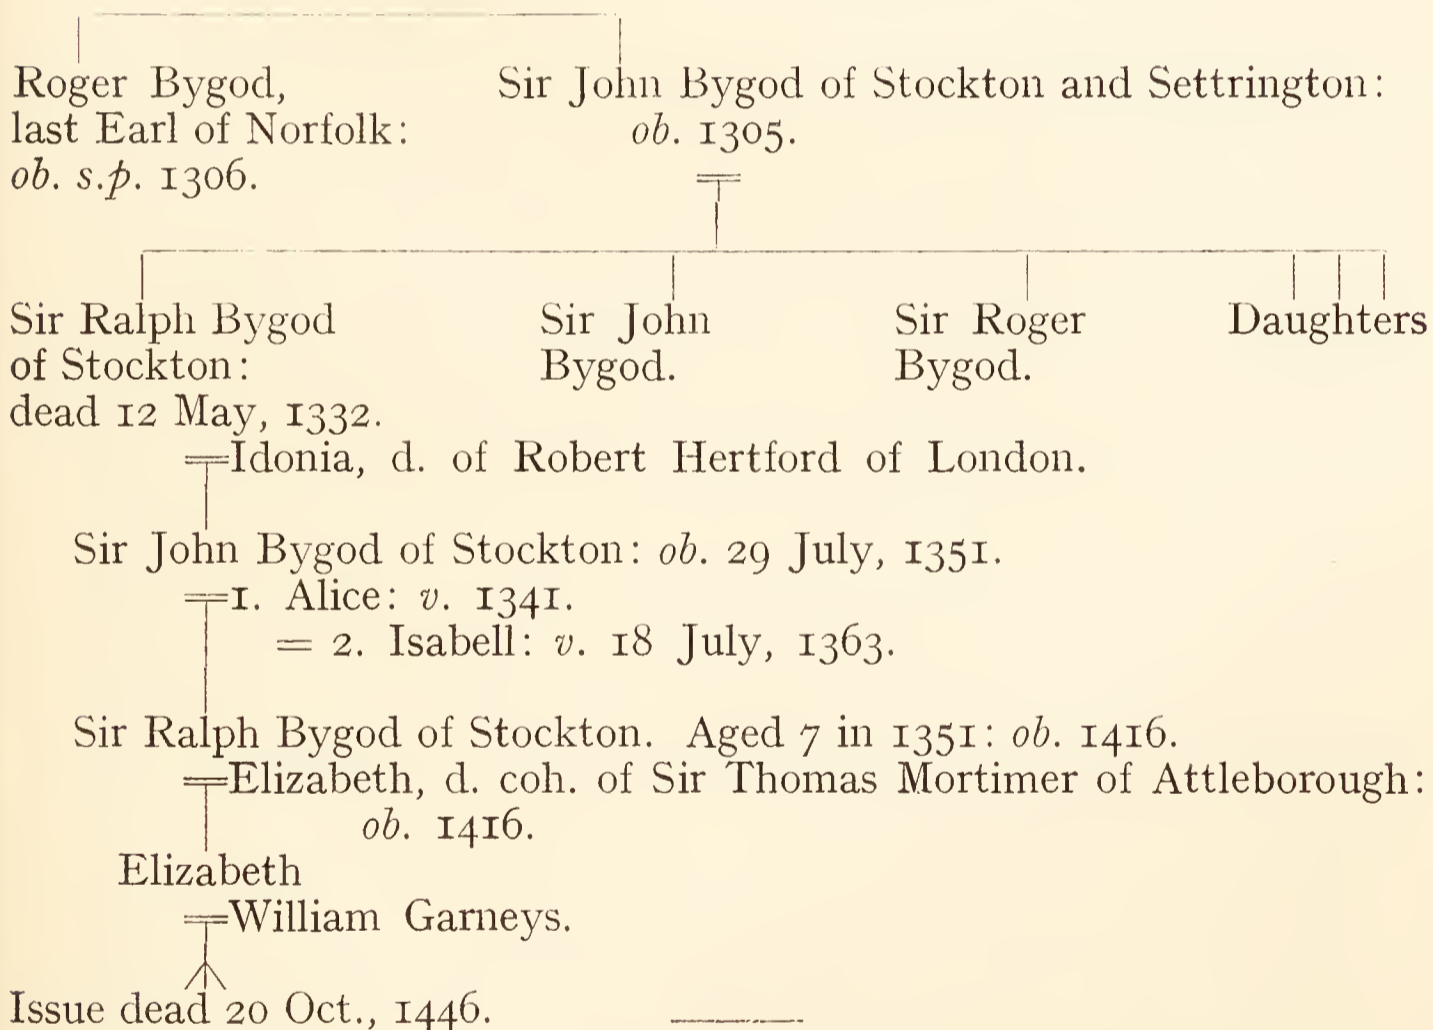 Roger Bygod,
last Earl of Norfolk:
ob. s.p. 1306.
Sir John Bygod of Stockton and Settrington:
ob. 1305.
Sir Ralph Bygod
of Stockton:
dead 12 May, 1332.
Sir John
Bygod.
Sir Roger
Bygod.
Daughters
=Idonia, d. of Robert Hertford of London.
Sir John Bygod of Stockton: ob. 29 July, 1351.
=1. Alice: v. 1341.
= 2. Isabell: v. 18 July, 1363.
Sir Ralph Bygod of Stockton. Aged 7 in 1351: ob. 1416.
=Elizabeth, d. coh. of Sir Thomas Mortimer of Attleborough:
ob. 1416.
Elizabeth
=William Garneys.
Issue dead 20 Oct., 1446.